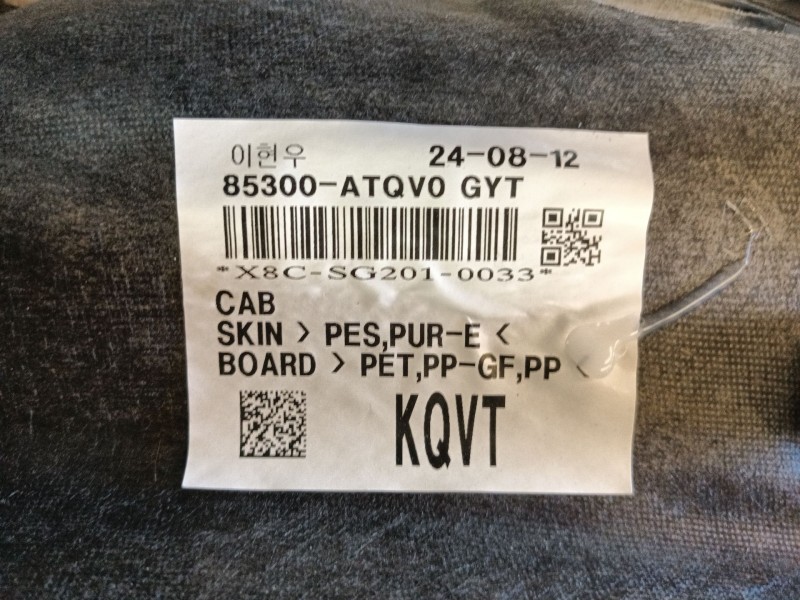 이현우 24-08-12
85300-ATQV0 GYT
*X8C-SG201-0033*
CAB
SKIN > PES,PUR-E <
BOARD > PET,PP-GF,PP <
KQVT